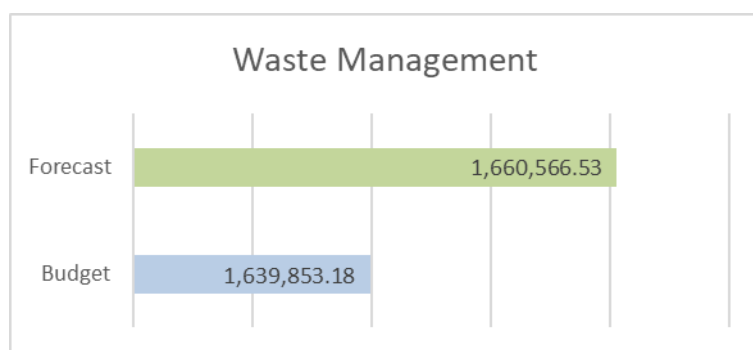 Waste Management
Forecast
1,660,566.53
Budget
1,639,853.18